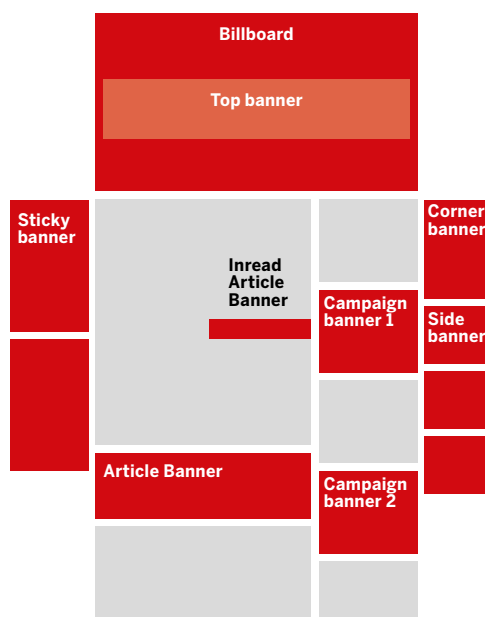 Billboard
Top banner
Sticky
banner
Corner
banner
Inread
Article
Banner
Campaign
banner 1
Side
banner
Article Banner
Campaign
banner 2